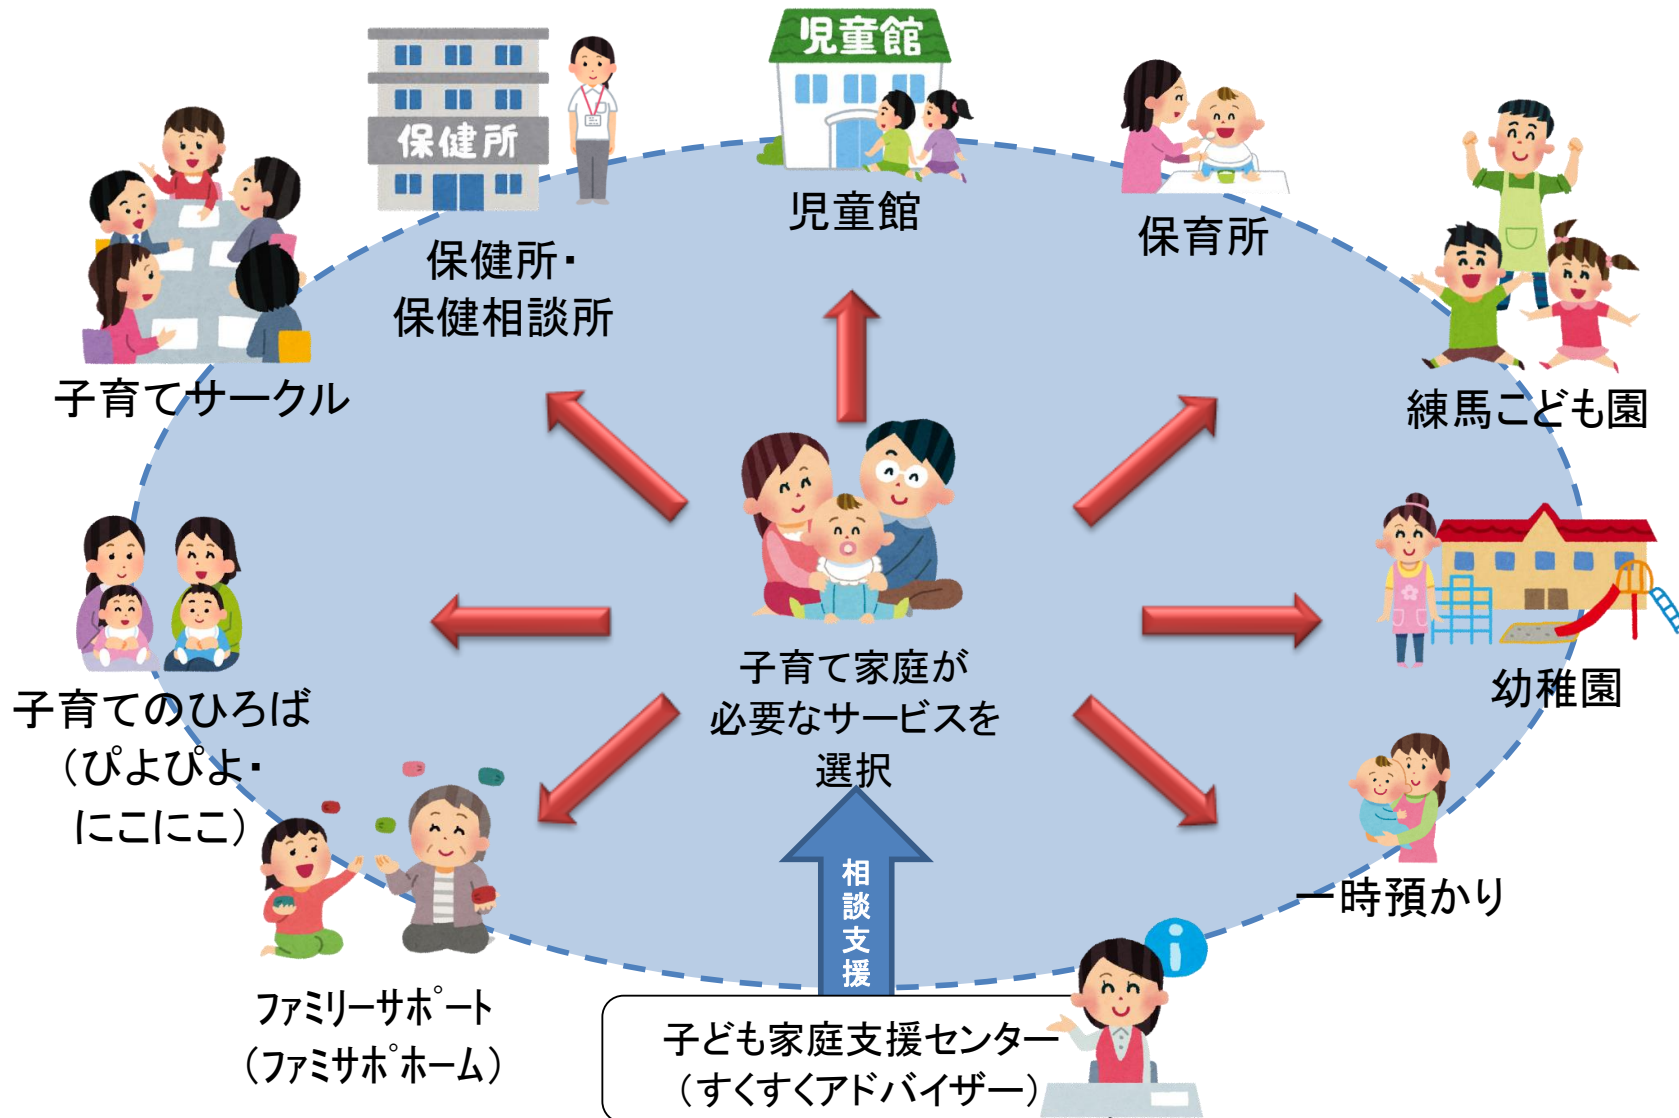 児童館
保健所
児童館
保育所
保健所・
保健相談所
子育てサークル
練馬こども園
子育てのひろば
（ぴよぴよ・
にこにこ）
子育て家庭が
必要なサービスを
選択
幼稚園
一時預かり
相談支援
i
ファミリーサポート
（ファミサポホーム）
子ども家庭支援センター
（すくすくアドバイザー）